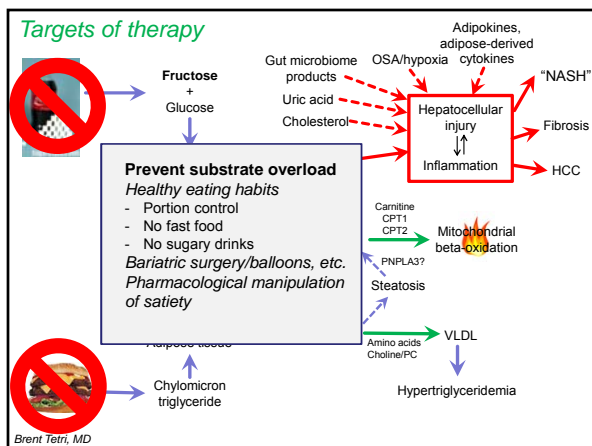 Targets of therapy
Fructose
+
Glucose
Gut microbiome
products
Uric acid
Cholesterol
OSA/hypoxia
Adipokines,
adipose-derived
cytokines
Hepatocellular
injury
Inflammation
“NASH”
Fibrosis
HCC
Prevent substrate overload
Healthy eating habits
- Portion control
- No fast food
- No sugary drinks
Bariatric surgery/balloons, etc.
Pharmacological manipulation
of satiety
Carnitine
CPT1
CPT2
Mitochondrial
beta-oxidation
PNPLA3?
Steatosis
Adipose tissue
Amino acids
Choline/PC
VLDL
Hypertriglyceridemia
Chylomicron
triglyceride
Brent Tetri, MD